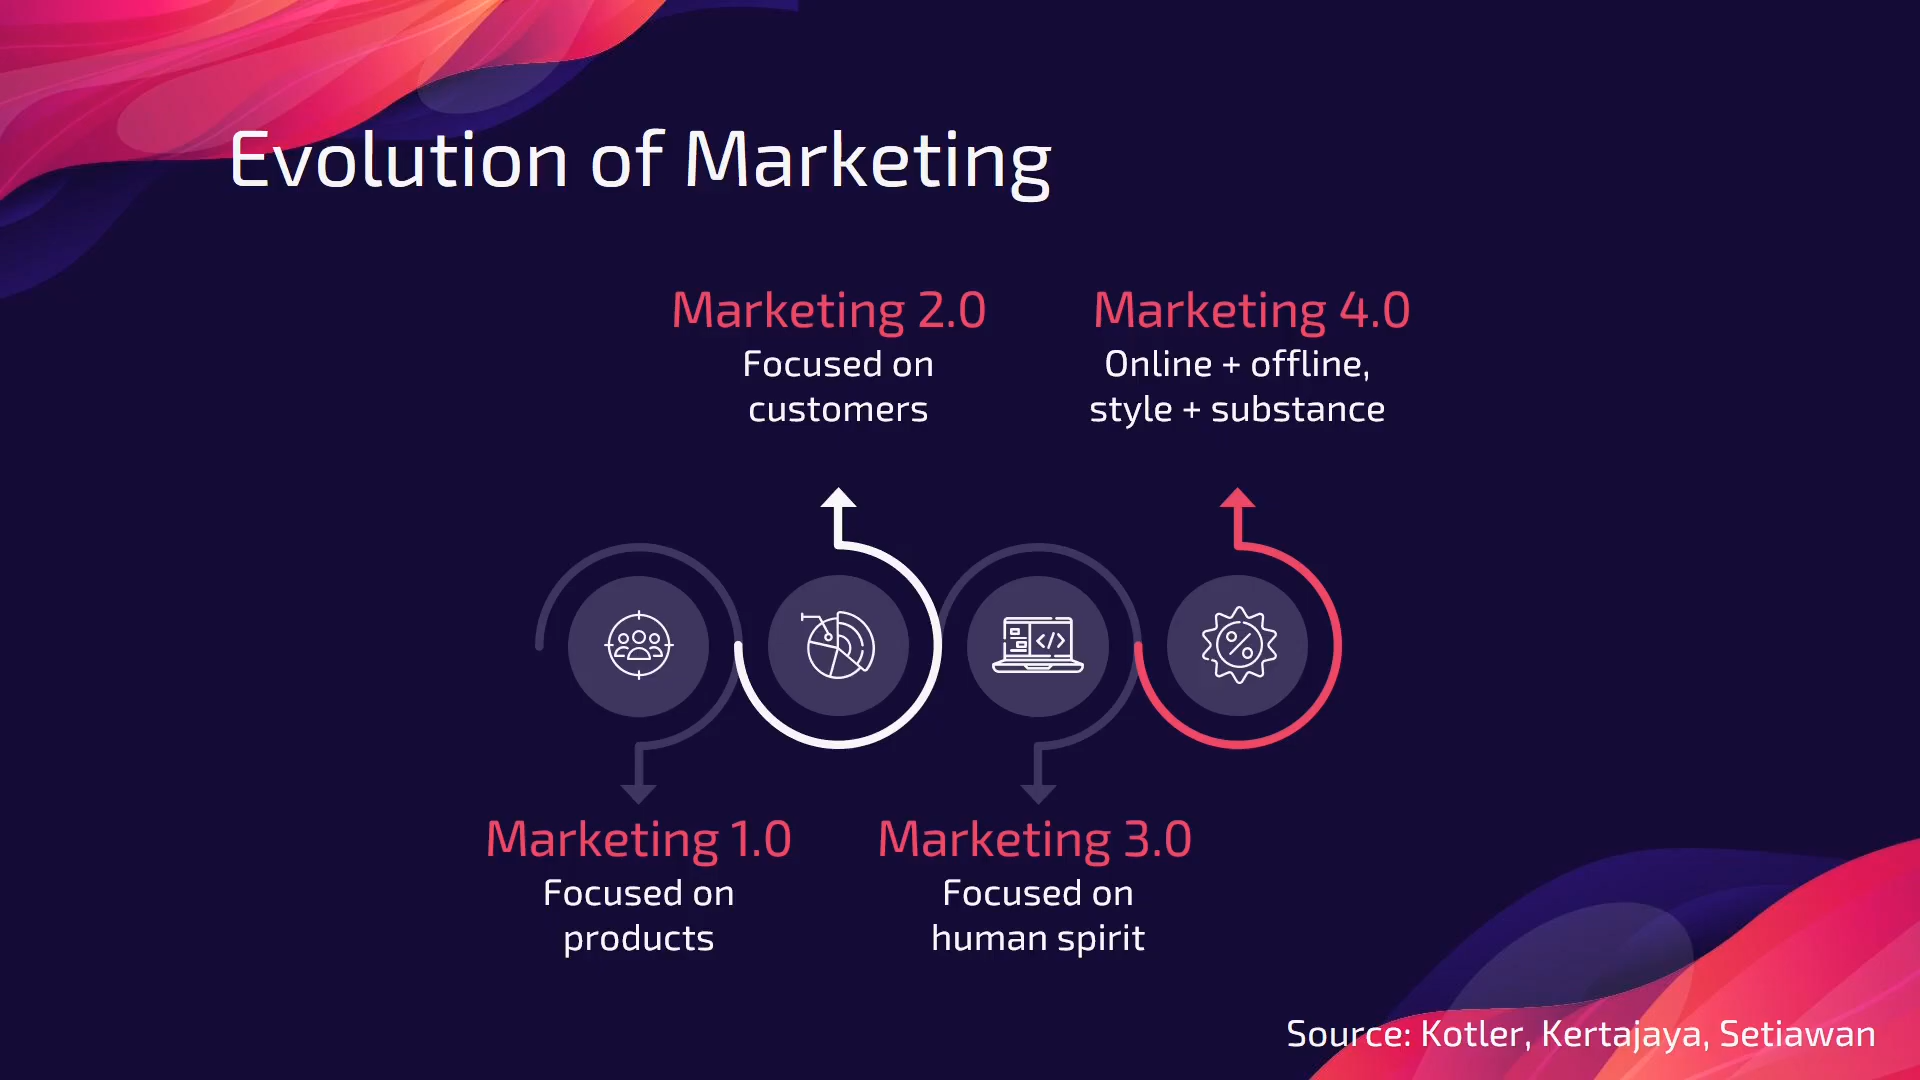 Evolution of Marketing
Marketing 2.0
Focused on
customers
Marketing 4.0
Online + offline,
style + substance
Marketing 1.0
Focused on
products
Marketing 3.0
Focused on
human spirit
Source: Kotler, Kertajaya, Setiawan